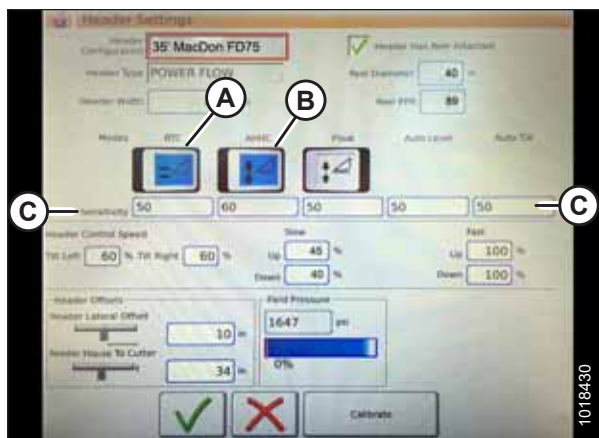 Header Settings
Header Configuration 35' MacDon FD75 Header Has Reel Attached
Header Type POWER FLOW Reel Diameter 40 in
Header Width Reel PPR 89
A B
Modes RTC AHHC Float Auto Level Auto Tilt
C Sensitivity 50 60 50 50 50 C
Header Control Speed Slow Fast
Tilt Left 60 % Tilt Right 60 % Up 45 % Up 100 %
Down 40 % Down 100 %
Header Offsets Field Pressure
Header Lateral Offset 1647 psi
10 in
Feeder House To Cutter 0%
34 in
Calibrate
1018430